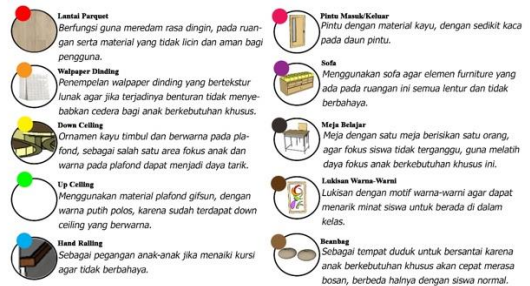 Lantai Parquet
Berfungsi guna meredam rasa dingin, pada ruan-
gan serta material yang tidak licin dan aman bagi
pengguna.
Walpaper Dinding
Penempelan walpaper dinding yang bertekstur
lunak agar jika terjadinya benturan tidak menye-
babkan cedera bagi anak berkebutuhan khusus.
Down Ceiling
Ornamen kayu timbul dan berwarna pada pla-
fond, sebagai salah satu area fokus anak dan
warna pada plafond dapat menjadi daya tarik.
Up Ceiling
Menggunakan material plafond gifsun, dengan
warna putih polos, karena sudah terdapat down
ceiling yang berwarna.
Hand Railing
Sebagai pegangan anak-anak jika menaiki kursi
agar tidak berbahaya.
Pintu Masuk/Keluar
Pintu dengan material kayu, dengan sedikit kaca
pada daun pintu.
Sofa
Menggunakan sofa agar elemen furniture yang
ada pada ruangan ini semua lentur dan tidak
berbahaya.
Meja Belajar
Meja dengan satu meja berisikan satu orang,
agar fokus siswa tidak terganggu, guna melatih
daya fokus anak berkebutuhan khusus ini.
Lukisan Warna-Warni
Lukisan dengan motif warna-warni agar dapat
menarik minat siswa untuk berada di dalam
kelas.
Beanbag
Sebagai tempat duduk untuk bersantai karena
anak berkebutuhan khusus akan cepat merasa
bosan, berbeda halnya dengan siswa normal.